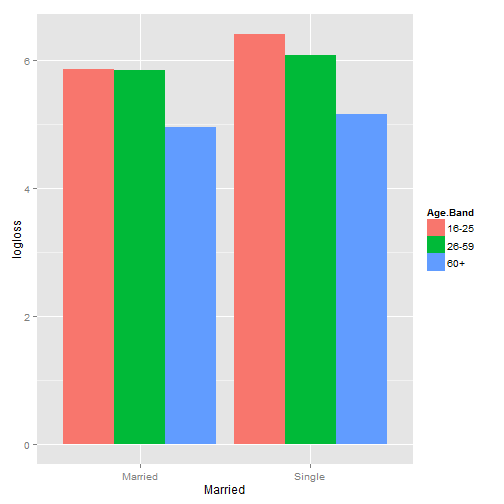 6
4
2
0
logloss
Married
Single
Married
Age.Band
16-25
26-59
60+